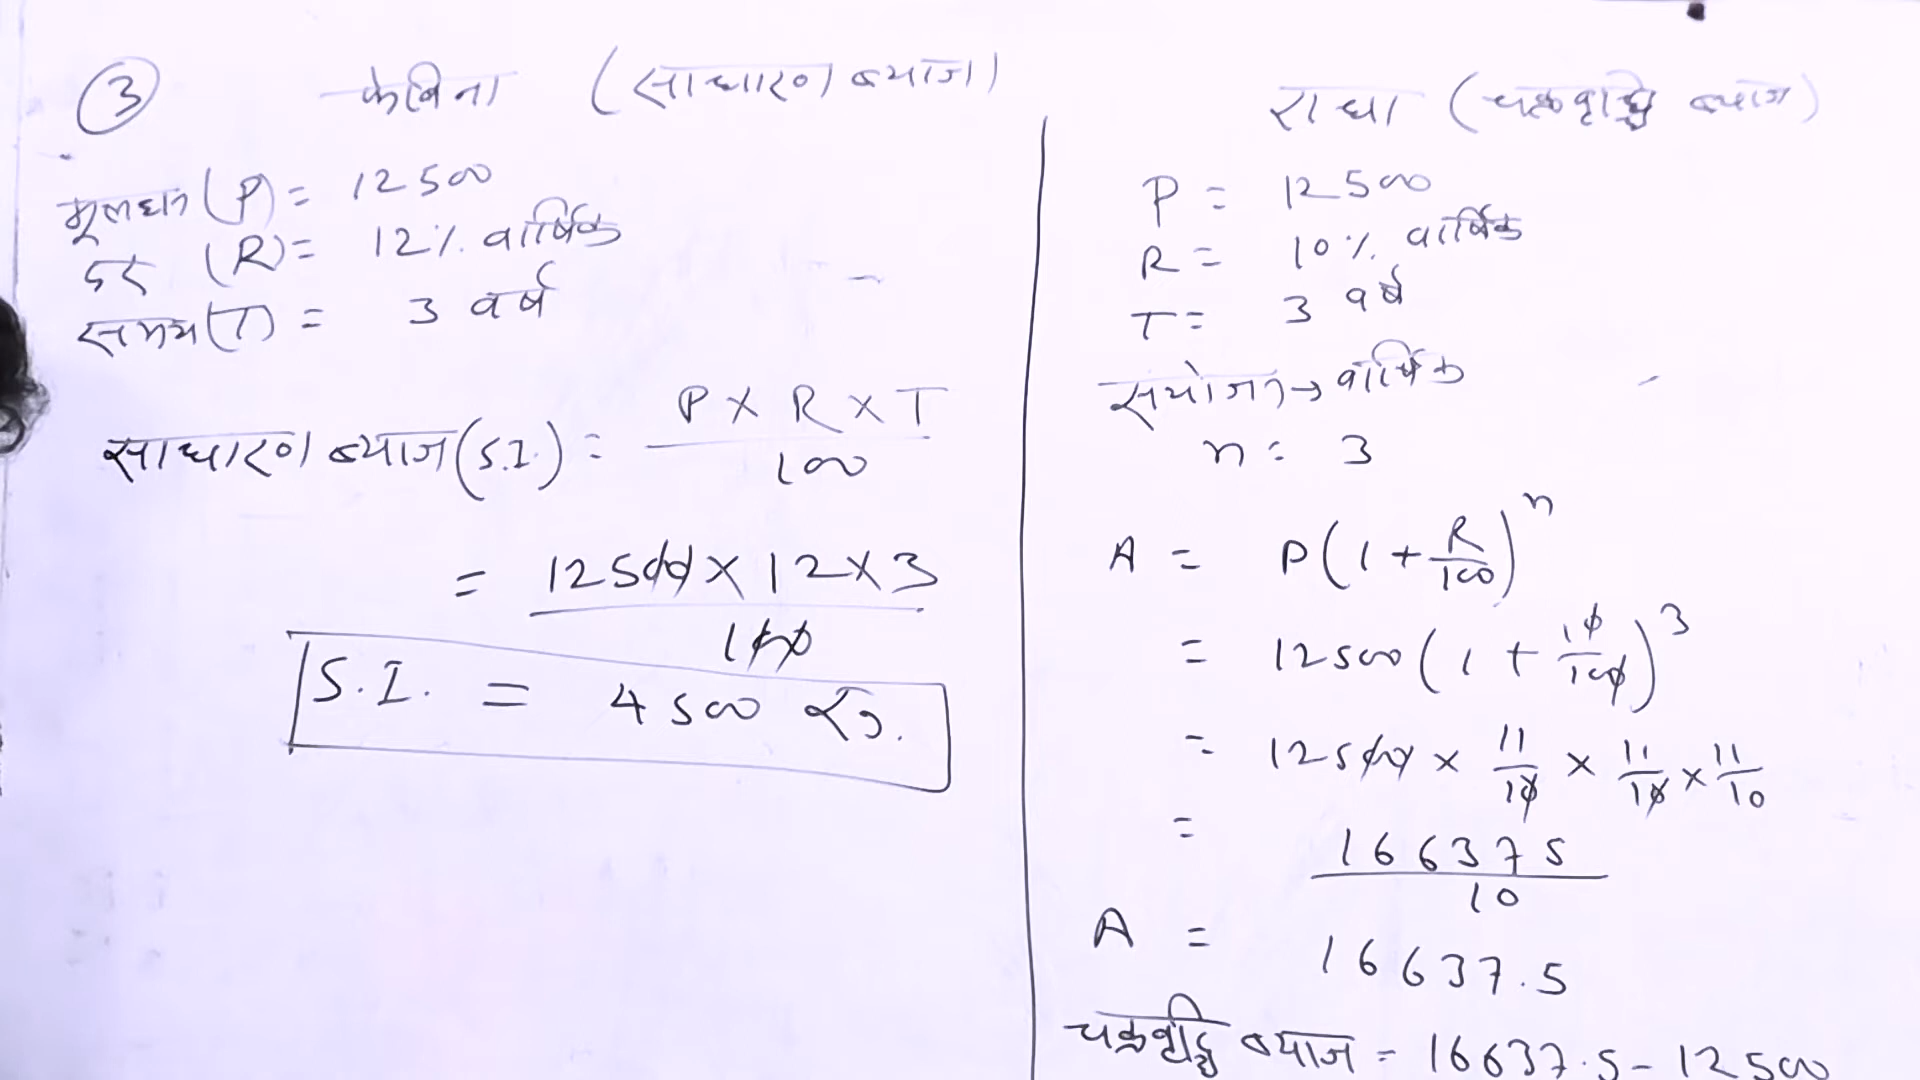 ③ फेबिना (साधारण ब्याज)
मूलधन (P) = 12500
दर (R) = 12% वार्षिक
समय (T) = 3 वर्ष
साधारण ब्याज (S.I.) = P X R X T / 100
= 12500 X 12 X 3 / 100
S.I. = 4500 रु.
राधा (चक्रवृद्धि ब्याज)
P = 12500
R = 10% वार्षिक
T = 3 वर्ष
संयोजन → वार्षिक
n = 3
A = P(1 + R/100)^n
= 12500(1 + 10/100)^3
= 12500 × 11/10 × 11/10 × 11/10
= 166375 / 10
A = 16637.5
चक्रवृद्धि ब्याज = 16637.5 - 12500